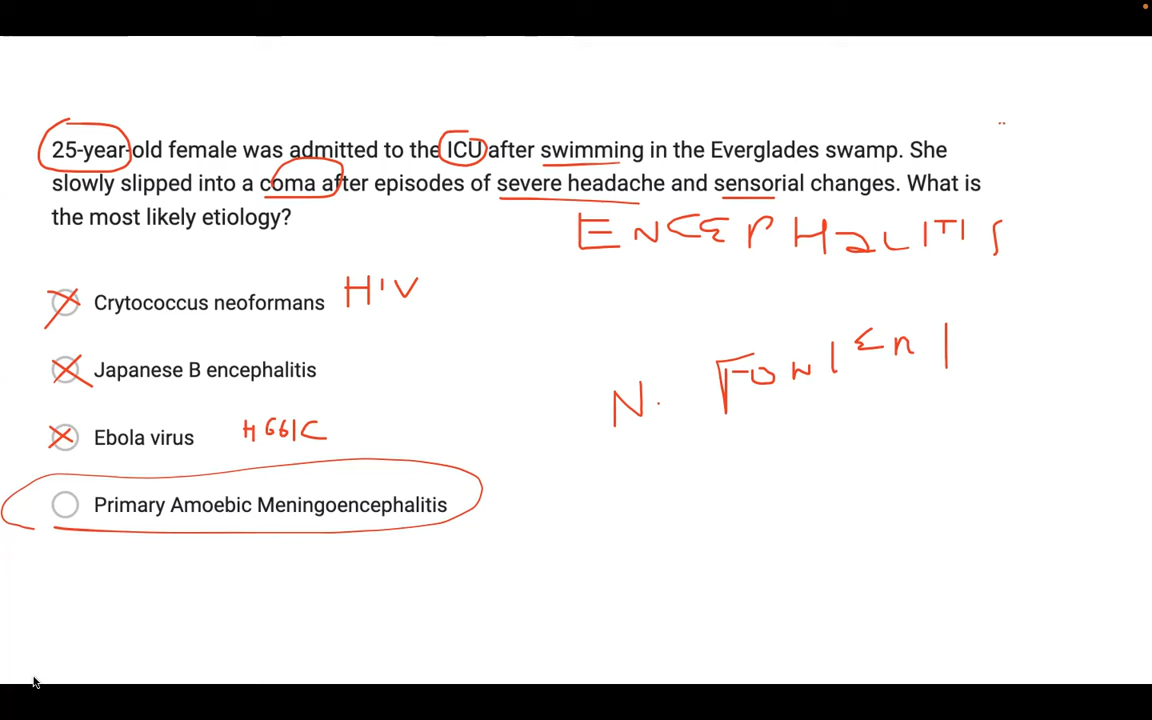 25-year-old female was admitted to the ICU after swimming in the Everglades swamp. She
slowly slipped into a coma after episodes of severe headache and sensorial changes. What is
the most likely etiology?
ENCEPHALITIS
Crytococcus neoformans HIV
Japanese B encephalitis
N. Fowleri
Ebola virus
Primary Amoebic Meningoencephalitis